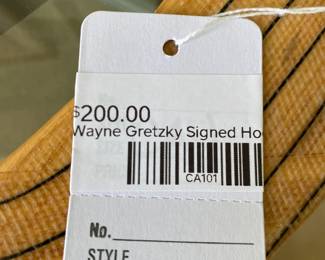 $200.00
Wayne Gretzky Signed Ho
CA101
No.
STYLE